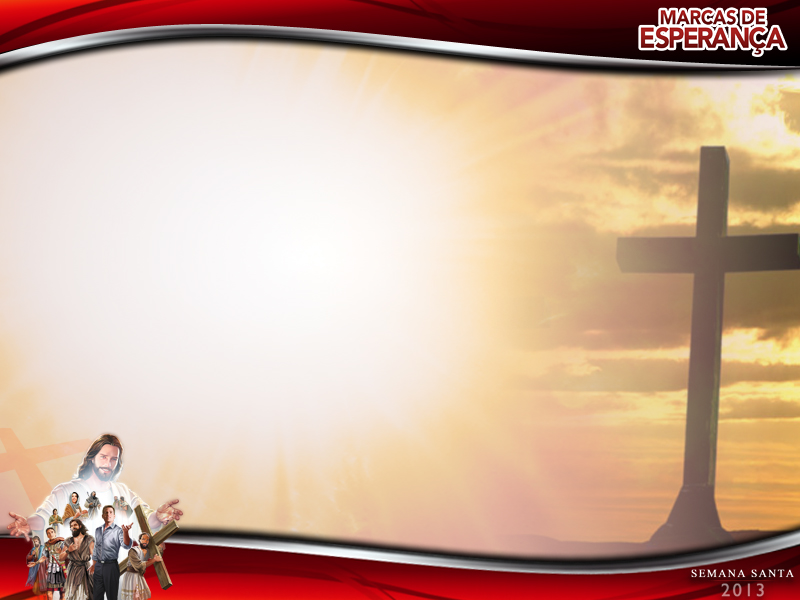 MARCAS DE
ESPERANÇA
SEMANA SANTA
2013